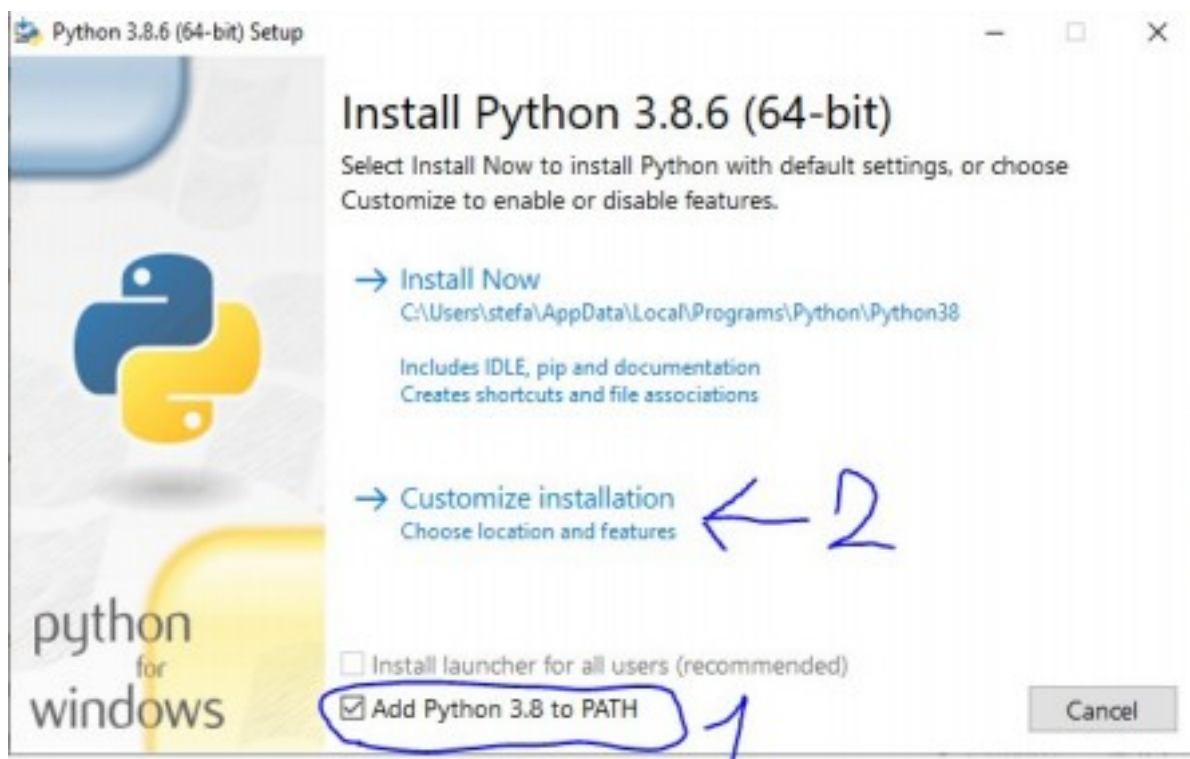 Python 3.8.6 (64-bit) Setup
Install Python 3.8.6 (64-bit)
Select Install Now to install Python with default settings, or choose
Customize to enable or disable features.
→ Install Now
C:\Users\stefa\AppData\Local\Programs\Python\Python38
Includes IDLE, pip and documentation
Creates shortcuts and file associations
→ Customize installation
Choose location and features
← 2
python
for
windows
Install launcher for all users (recommended)
Add Python 3.8 to PATH
1
Cancel